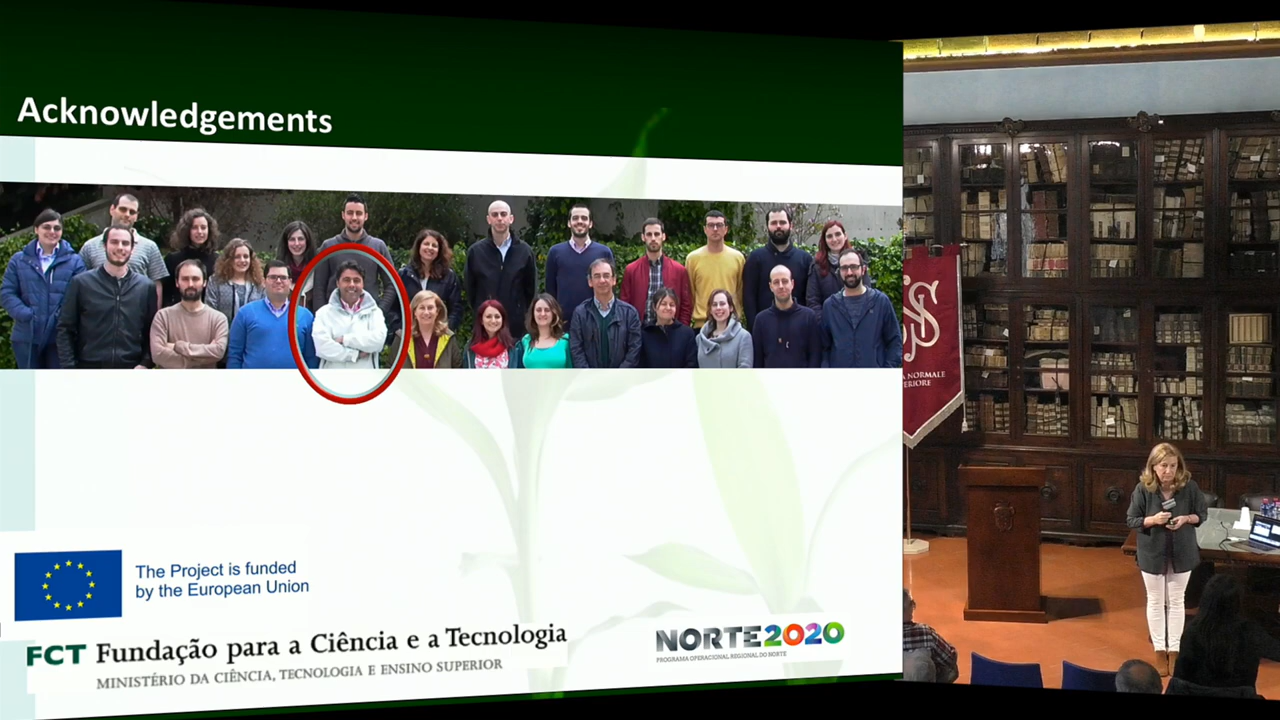 Acknowledgements
The Project is funded
by the European Union
FCT Fundação para a Ciência e a Tecnologia
MINISTÉRIO DA CIÊNCIA, TECNOLOGIA E ENSINO SUPERIOR
NORTE2020
PROGRAMA OPERACIONAL REGIONAL DO NORTE
NORMALE